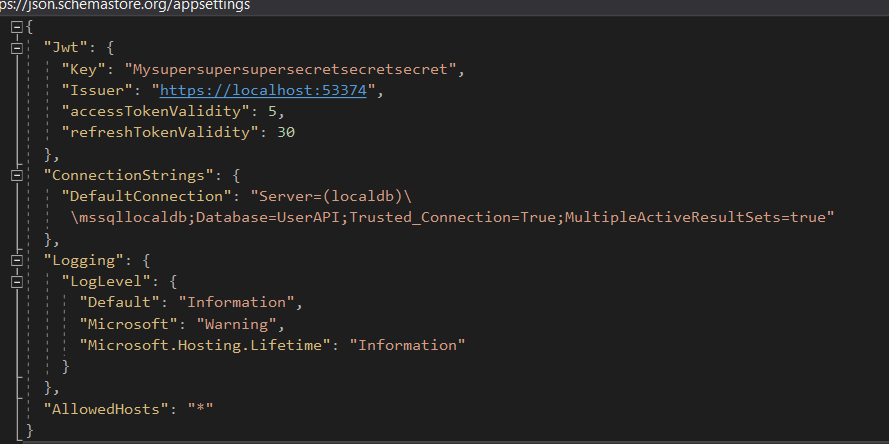 ps://json.schemastore.org/appsettings
{
"Jwt": {
"Key": "Mysupersupersupersecretsecretsecret",
"Issuer": "https://localhost:53374",
"accessTokenValidity": 5,
"refreshTokenValidity": 30
},
"ConnectionStrings": {
"DefaultConnection": "Server=(localdb)\
\mssqllocaldb;Database=UserAPI;Trusted_Connection=True;MultipleActiveResultSets=true"
},
"Logging": {
"LogLevel": {
"Default": "Information",
"Microsoft": "Warning",
"Microsoft.Hosting.Lifetime": "Information"
}
},
"AllowedHosts": "*"
}